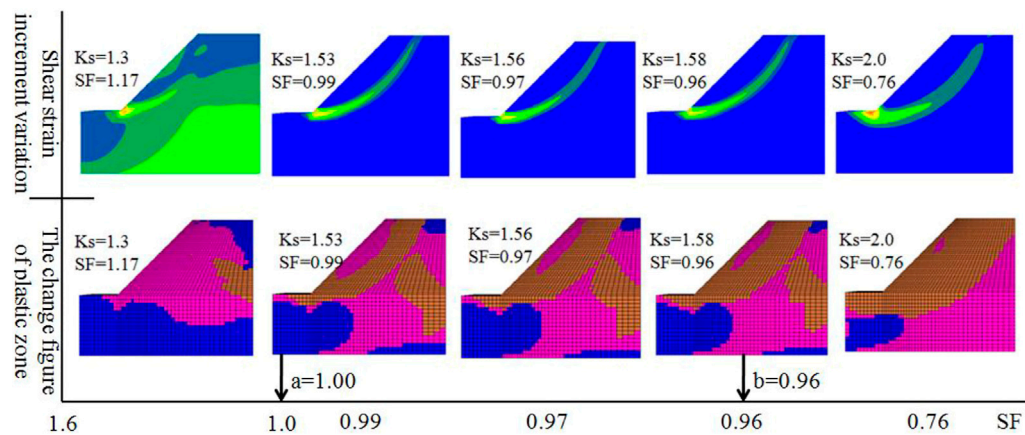 Shear strain
increment variation
Ks=1.3
SF=1.17
Ks=1.53
SF=0.99
Ks=1.56
SF=0.97
Ks=1.58
SF=0.96
Ks=2.0
SF=0.76
The change figure
of plastic zone
Ks=1.3
SF=1.17
Ks=1.53
SF=0.99
Ks=1.56
SF=0.97
Ks=1.58
SF=0.96
Ks=2.0
SF=0.76
a=1.00
b=0.96
1.6 1.0 0.99 0.97 0.96 0.76 SF